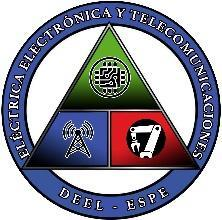 ELÉCTRICA ELECTRÓNICA Y TELECOMUNICACIONES
DEEL - ESPE